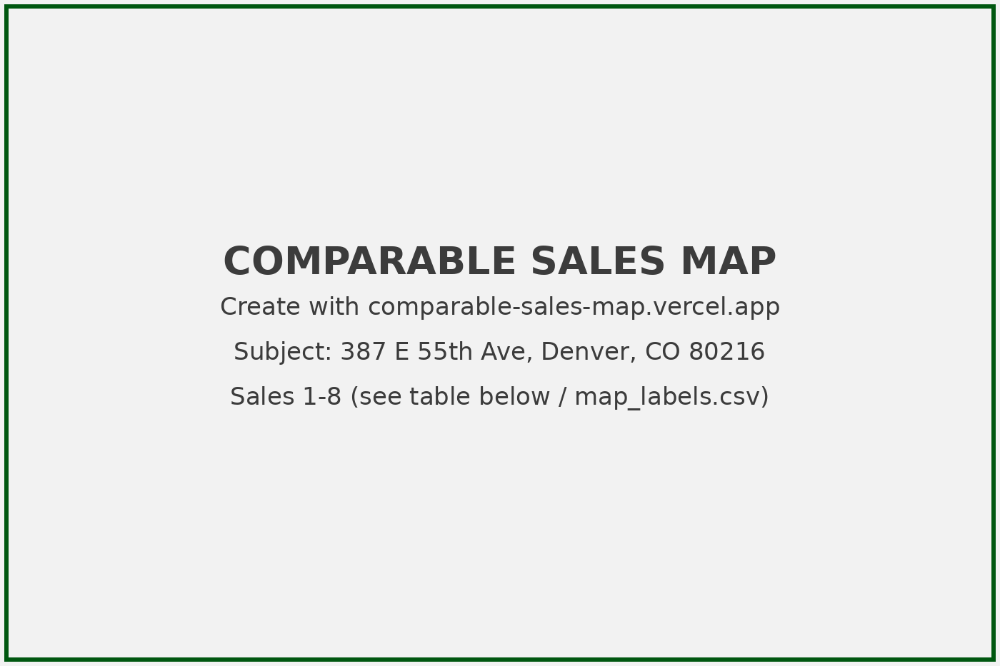 COMPARABLE SALES MAP
Create with comparable-sales-map.vercel.app
Subject: 387 E 55th Ave, Denver, CO 80216
Sales 1-8 (see table below / map_labels.csv)